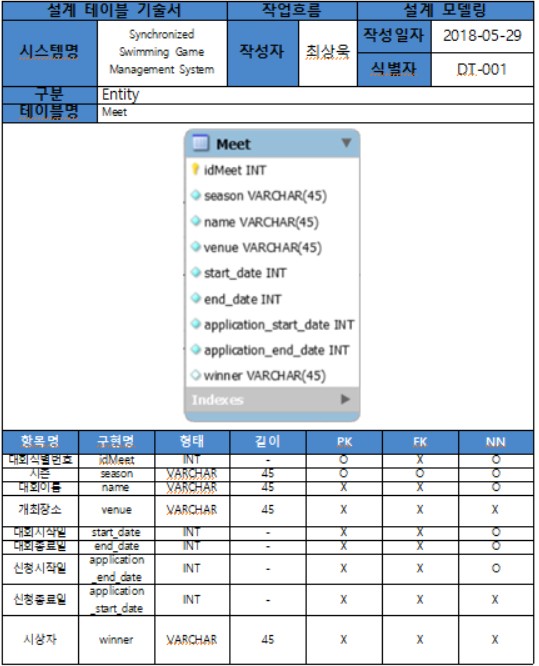 설계 테이블 기술서 작업흐름 설계 모델링
시스템명 Synchronized Swimming Game Management System 작성자 최상욱 작성일자 2018-05-29
식별자 DT-001
구분 Entity
테이블명 Meet
Meet
idMeet INT
season VARCHAR(45)
name VARCHAR(45)
venue VARCHAR(45)
start_date INT
end_date INT
application_start_date INT
application_end_date INT
winner VARCHAR(45)
Indexes
항목명 구현명 형태 길이 PK FK NN
대회식별번호 idMeet INT - O X O
시즌 season VARCHAR 45 O O O
대회이름 name VARCHAR 45 X X O
개최장소 venue VARCHAR 45 X X X
대회시작일 start_date INT - X X O
대회종료일 end_date INT - X X O
신청시작일 application_end_date INT - X X O
신청종료일 application_start_date INT - X X X
시상자 winner VARCHAR 45 X X X